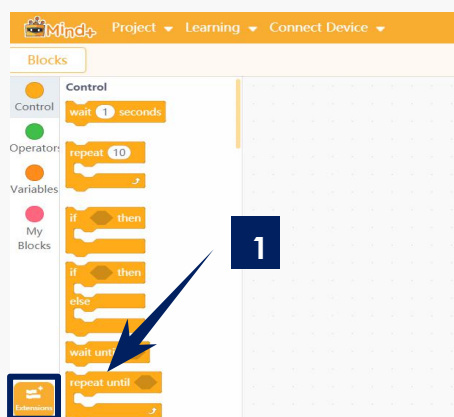 Mind+ Project Learning Connect Device
Blocks
Control
Control
wait 1 seconds
Operators
repeat 10
Variables
My
Blocks
if then
1
if then
else
wait until
repeat until
Extensions